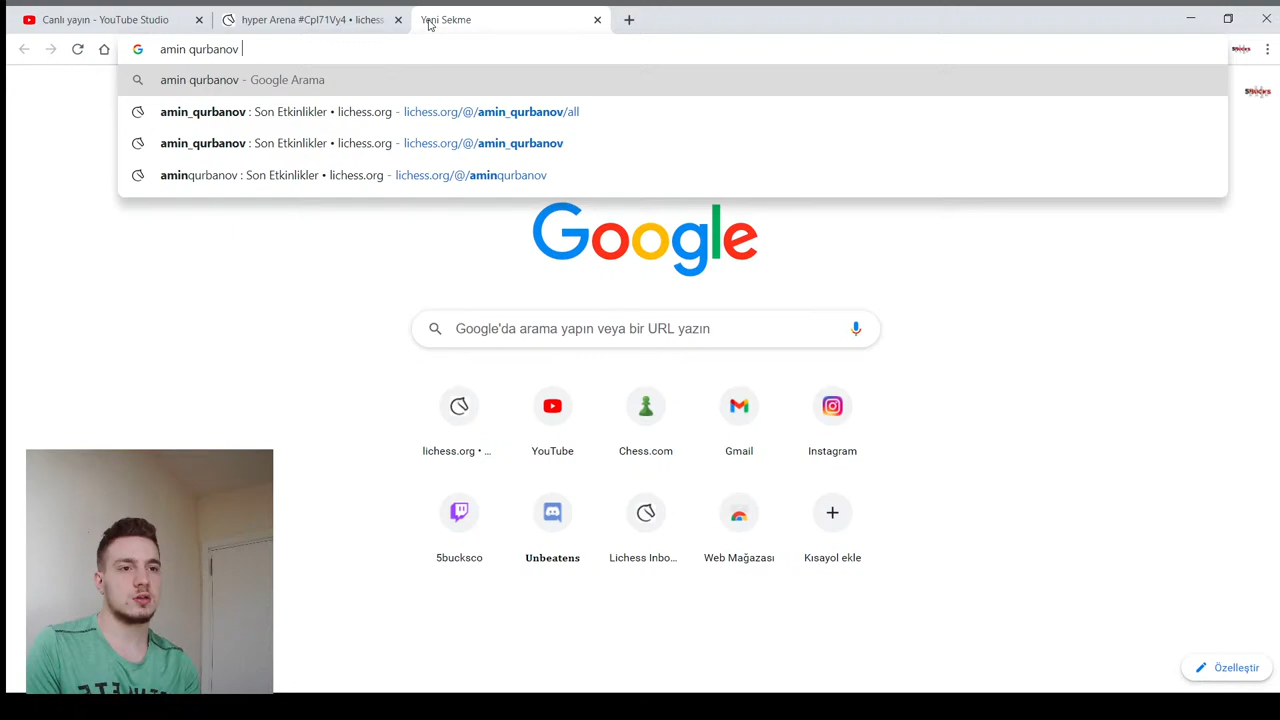 Canlı yayın - YouTube Studio
hyper Arena #Cpl71Vy4 • lichess
Yeni Sekme
amin qurbanov
amin qurbanov - Google Arama
amin_qurbanov : Son Etkinlikler • lichess.org - lichess.org/@/amin_qurbanov/all
amin_qurbanov : Son Etkinlikler • lichess.org - lichess.org/@/amin_qurbanov
aminqurbanov : Son Etkinlikler • lichess.org - lichess.org/@/aminqurbanov
Google
Google'da arama yapın veya bir URL yazın
lichess.org • ...
YouTube
Chess.com
Gmail
Instagram
5bucksco
Unbeatens
Lichess Inbo...
Web Mağazası
Kısayol ekle
Özelleştir